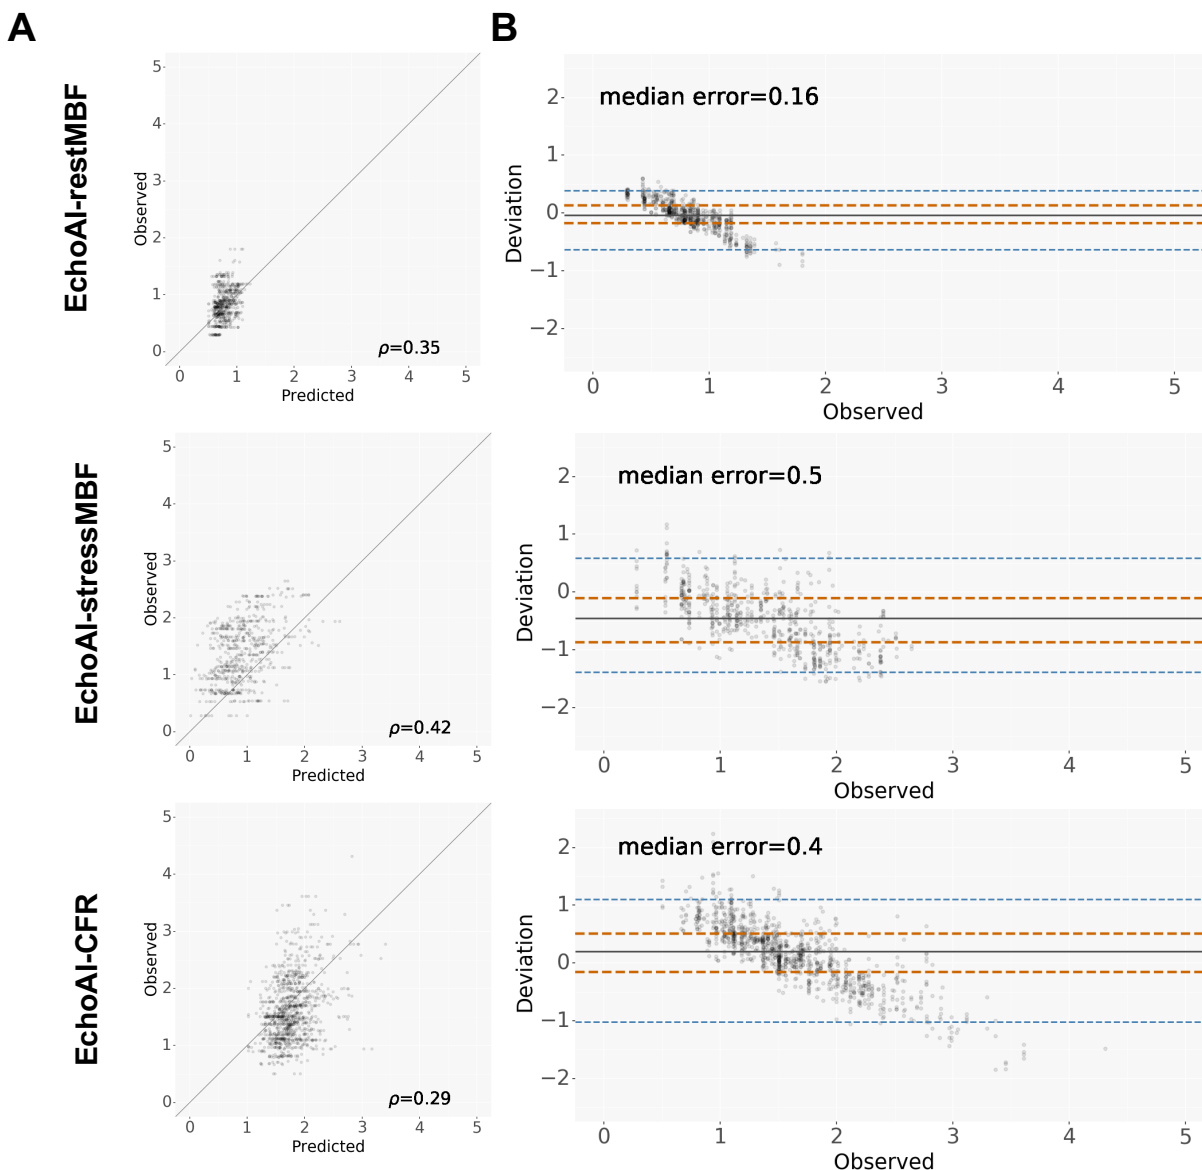 A
B
EchoAI-restMBF
Observed
5
4
3
2
1
0
ρ=0.35
0 1 2 3 4 5
Predicted
median error=0.16
Deviation
2
1
0
−1
−2
0 1 2 3 4 5
Observed
EchoAI-stressMBF
Observed
5
4
3
2
1
0
ρ=0.42
0 1 2 3 4 5
Predicted
median error=0.5
Deviation
2
1
0
−1
−2
0 1 2 3 4 5
Observed
EchoAI-CFR
Observed
5
4
3
2
1
0
ρ=0.29
0 1 2 3 4 5
Predicted
median error=0.4
Deviation
2
1
0
−1
−2
0 1 2 3 4 5
Observed